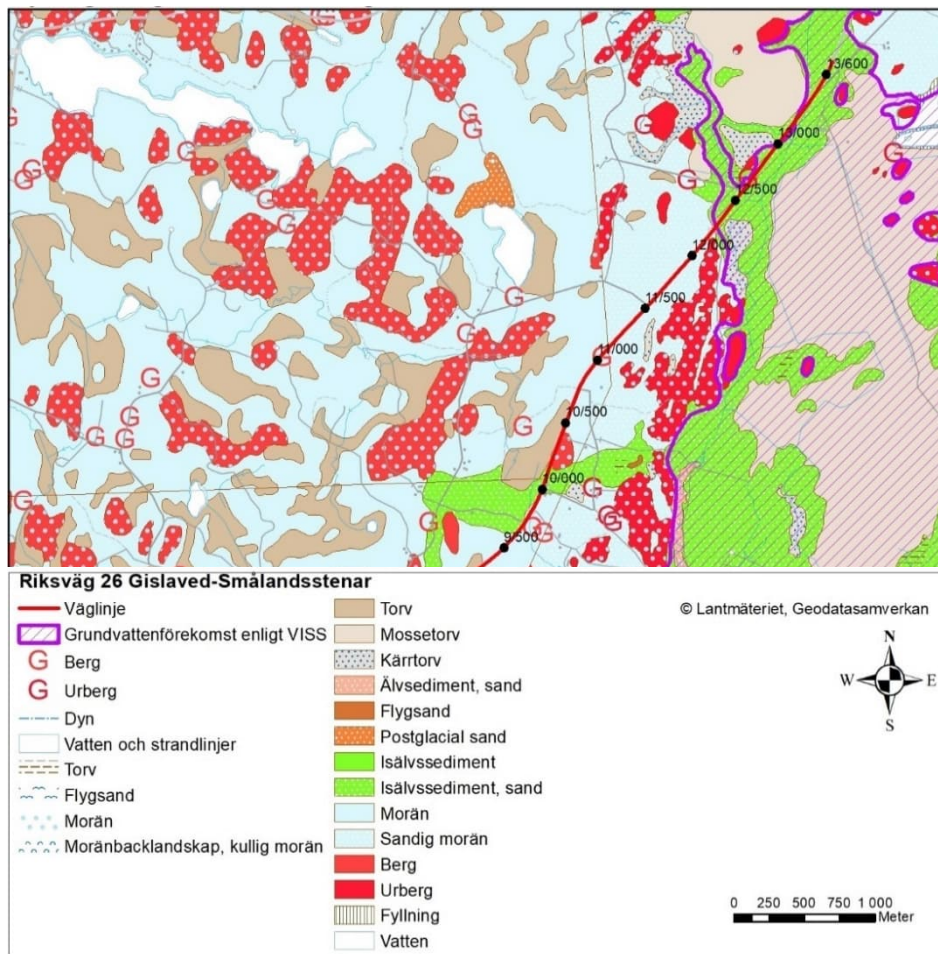 13/600
13/000
12/500
12/000
11/500
11/000
10/500
10/000
9/500
Riksväg 26 Gislaved-Smålandsstenar
Väglinje
Grundvattenförekomst enligt VISS
G Berg
G Urberg
Dyn
Vatten och strandlinjer
Torv
Flygsand
Morän
Moränbacklandskap, kullig morän
Torv
Mossetorv
Kärrtorv
Älvsediment, sand
Flygsand
Postglacial sand
Isälvssediment
Isälvssediment, sand
Morän
Sandig morän
Berg
Urberg
Fyllning
Vatten
© Lantmäteriet, Geodatasamverkan
N
W E
S
0 250 500 750 1 000
Meter